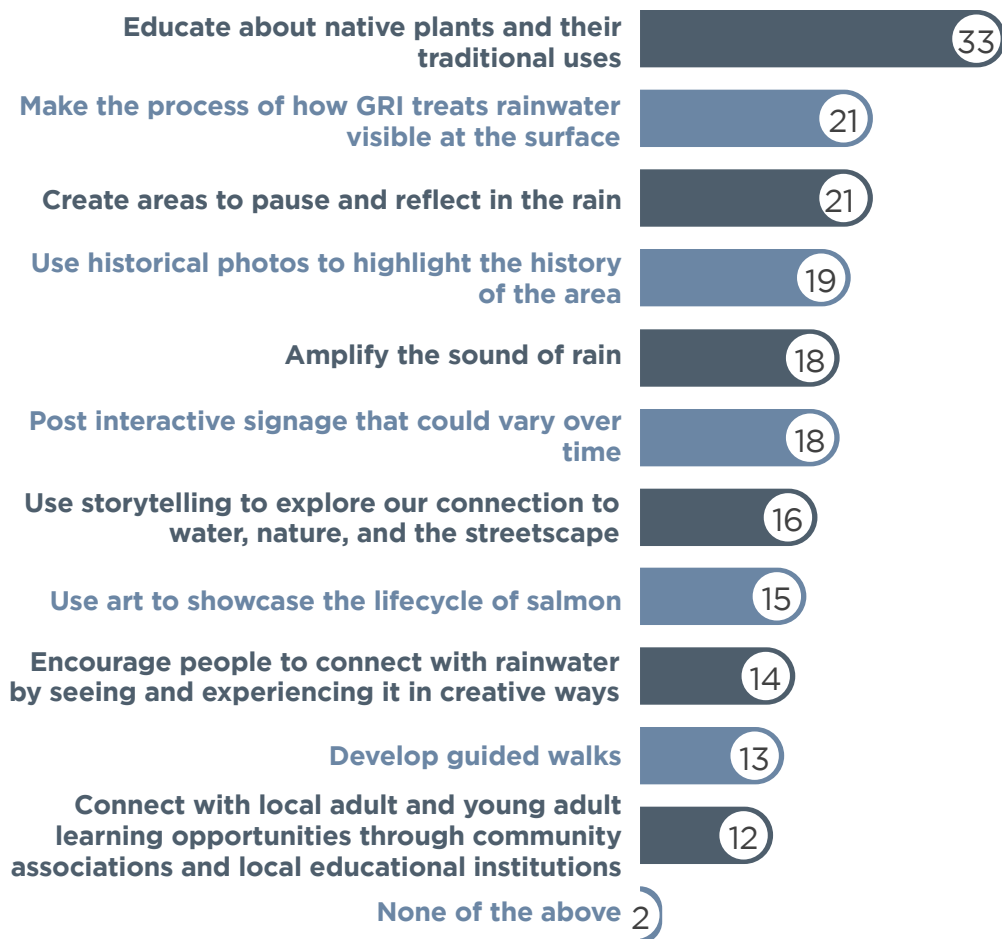 Educate about native plants and their
traditional uses
33
Make the process of how GRI treats rainwater
visible at the surface
21
Create areas to pause and reflect in the rain
21
Use historical photos to highlight the history
of the area
19
Amplify the sound of rain
18
Post interactive signage that could vary over
time
18
Use storytelling to explore our connection to
water, nature, and the streetscape
16
Use art to showcase the lifecycle of salmon
15
Encourage people to connect with rainwater
by seeing and experiencing it in creative ways
14
Develop guided walks
13
Connect with local adult and young adult
learning opportunities through community
associations and local educational institutions
12
None of the above
2